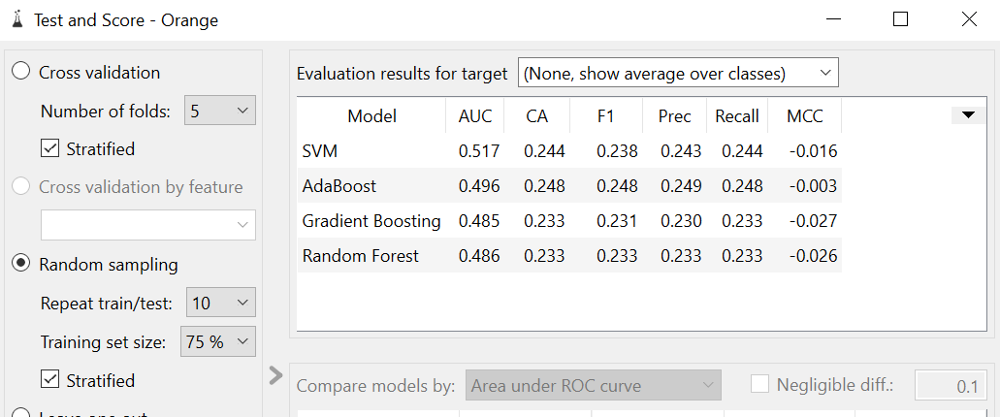 Test and Score - Orange
Cross validation
Number of folds: 5
Stratified
Cross validation by feature
Random sampling
Repeat train/test: 10
Training set size: 75 %
Stratified
Leave one out
Evaluation results for target (None, show average over classes)
Model AUC CA F1 Prec Recall MCC
SVM 0.517 0.244 0.238 0.243 0.244 -0.016
AdaBoost 0.496 0.248 0.248 0.249 0.248 -0.003
Gradient Boosting 0.485 0.233 0.231 0.230 0.233 -0.027
Random Forest 0.486 0.233 0.233 0.233 0.233 -0.026
Compare models by: Area under ROC curve Negligible diff.: 0.1